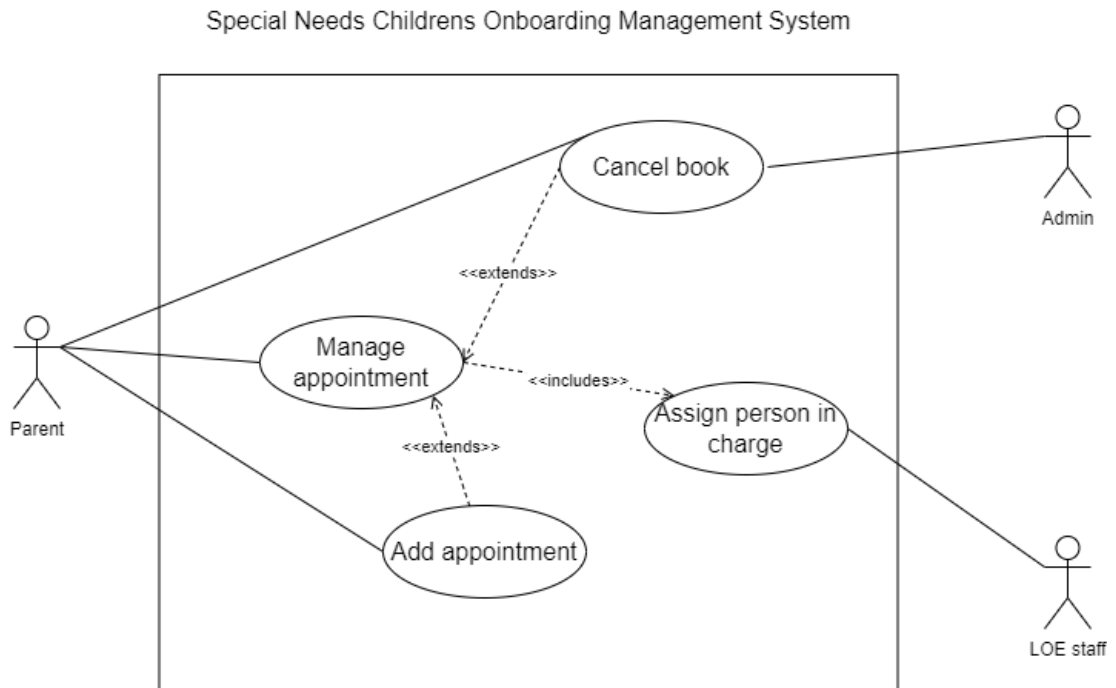 Special Needs Childrens Onboarding Management System
Cancel book
Admin
<<extends>>
Manage
appointment
<<includes>>
Parent
Assign person in
charge
<<extends>>
Add appointment
LOE staff